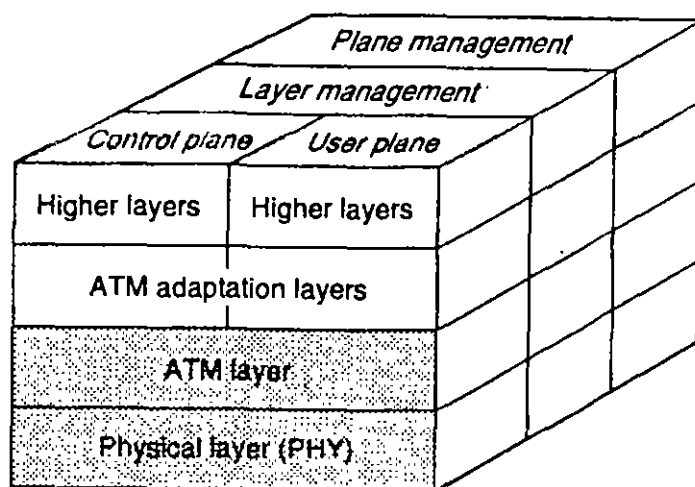 Plane management
Layer management
Control plane User plane
Higher layers Higher layers
ATM adaptation layers
ATM layer
Physical layer (PHY)